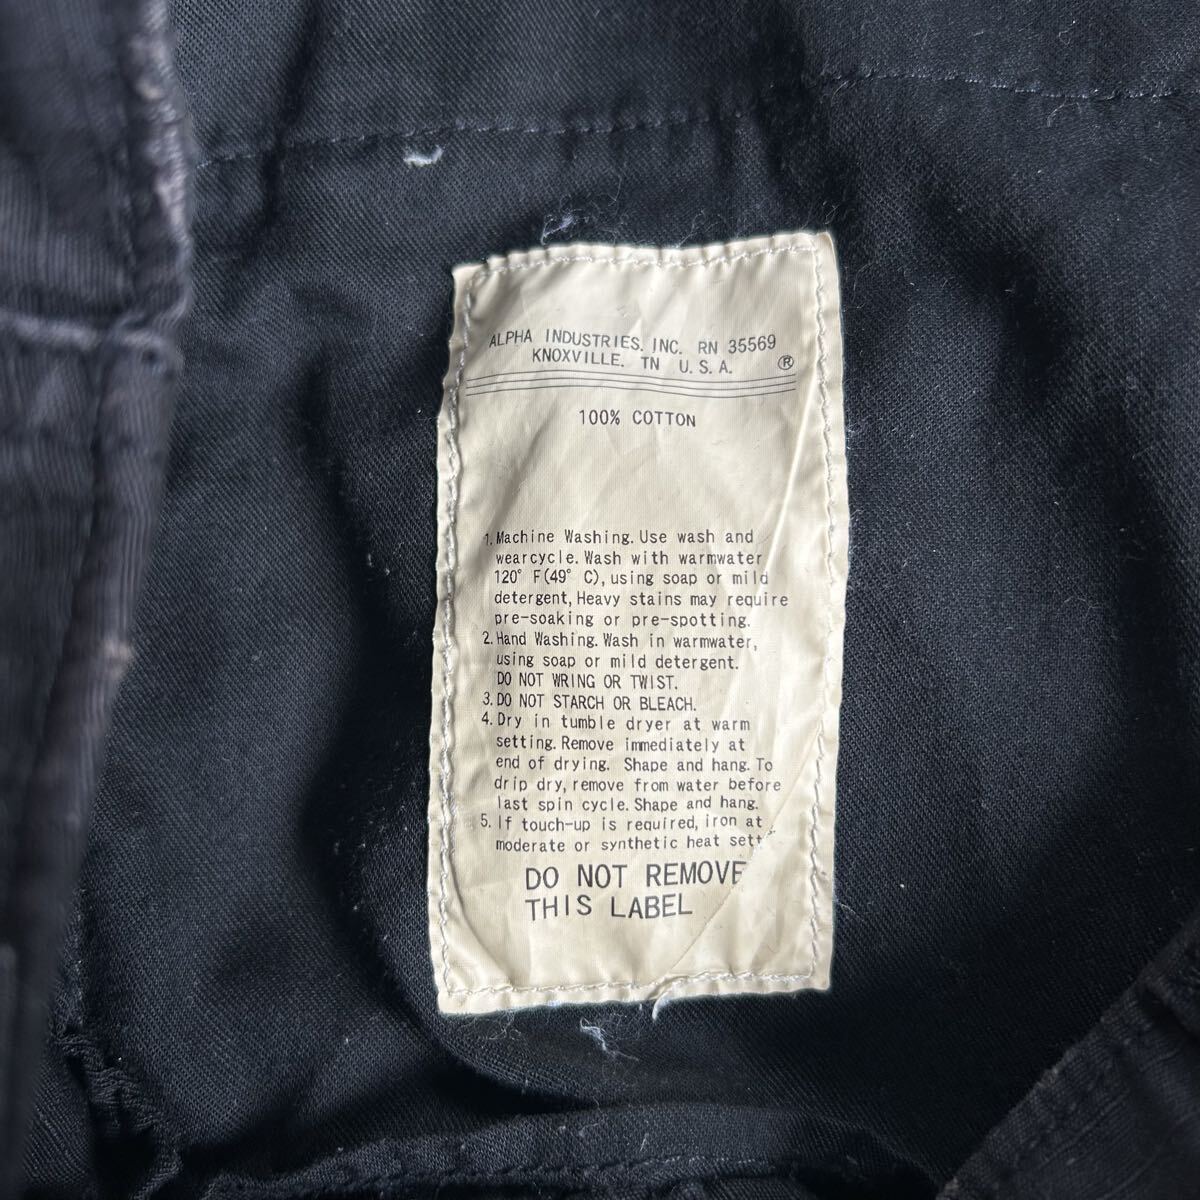 ALPHA INDUSTRIES, INC. RN 35569
KNOXVILLE, TN U.S.A. ®
100% COTTON
1. Machine Washing. Use wash and
wearcycle. Wash with warmwater
120° F(49° C), using soap or mild
detergent, Heavy stains may require
pre-soaking or pre-spotting.
2. Hand Washing. Wash in warmwater,
using soap or mild detergent.
DO NOT WRING OR TWIST.
3. DO NOT STARCH OR BLEACH.
4. Dry in tumble dryer at warm
setting. Remove immediately at
end of drying. Shape and hang. To
drip dry, remove from water before
last spin cycle. Shape and hang.
5. If touch-up is required, iron at
moderate or synthetic heat sett
DO NOT REMOVE
THIS LABEL